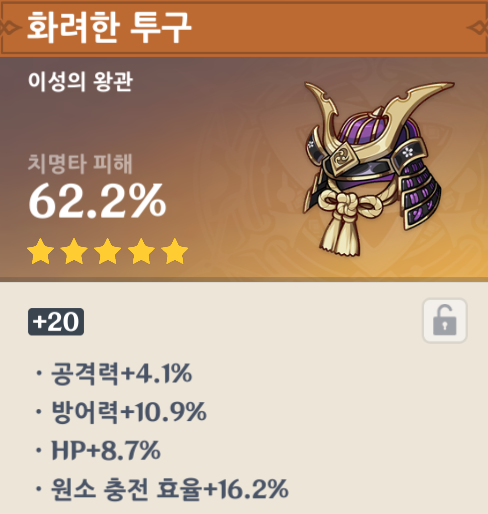 화려한 투구
이성의 왕관
치명타 피해
62.2%
+20
· 공격력+4.1%
· 방어력+10.9%
· HP+8.7%
· 원소 충전 효율+16.2%